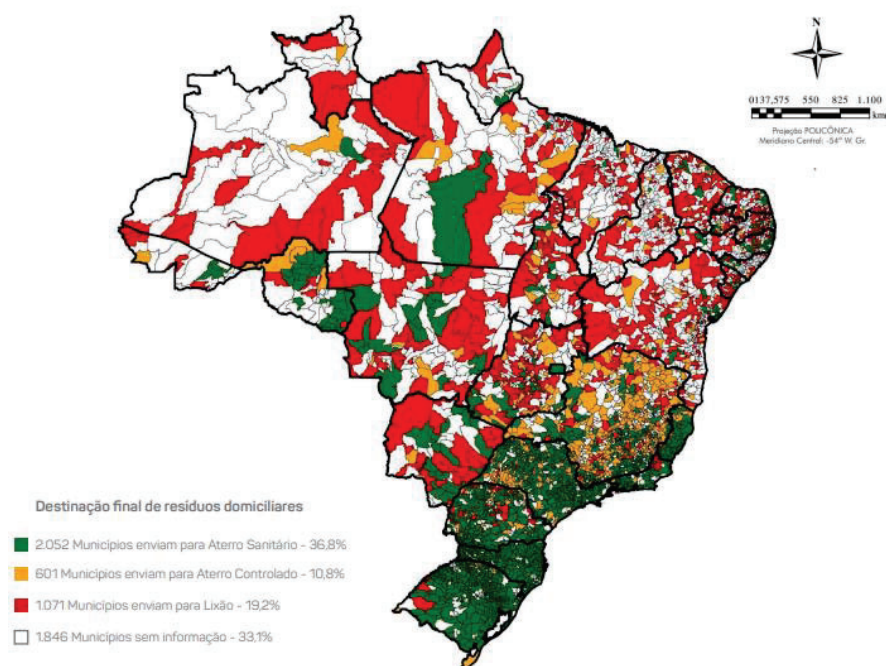 N
0137,575 550 825 1.100
km
Projeção POLICÔNICA
Meridiano Central: -54º W. Gr.
Destinação final de resíduos domiciliares
2.052 Municípios enviam para Aterro Sanitário - 36,8%
601 Municípios enviam para Aterro Controlado - 10,8%
1.071 Municípios enviam para Lixão - 19,2%
1.846 Municípios sem informação - 33,1%